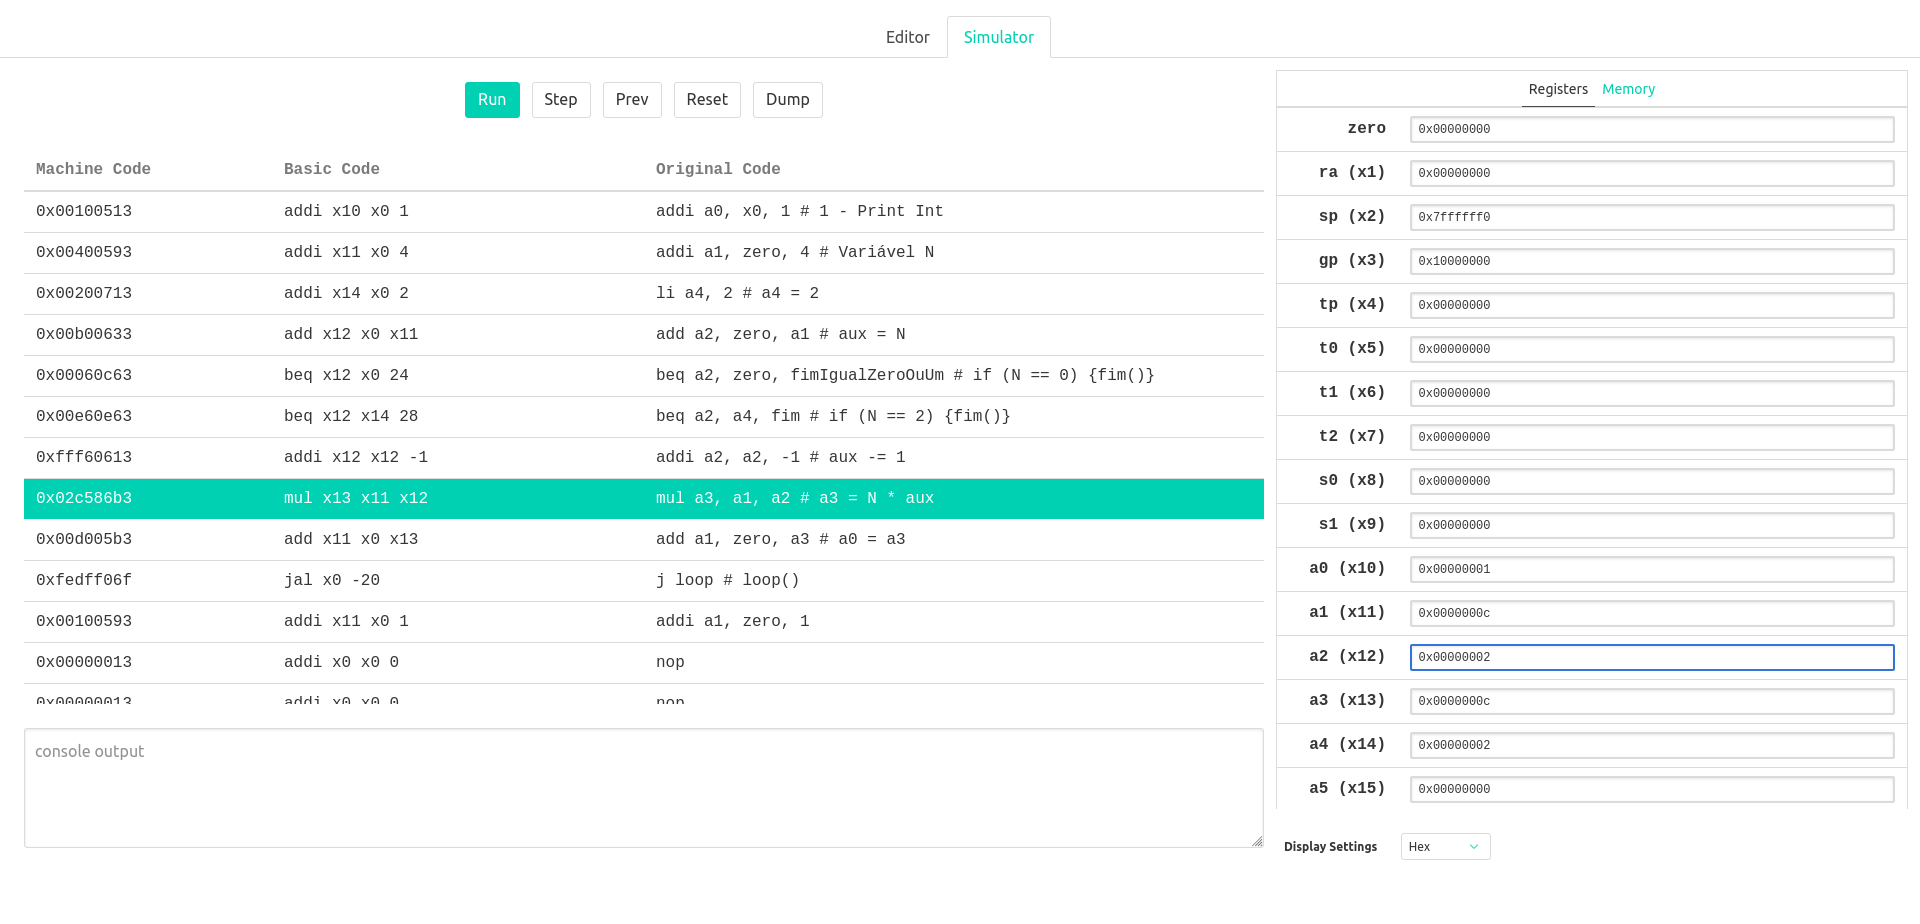 Editor Simulator
Run Step Prev Reset Dump
Machine Code Basic Code Original Code
0x00100513 addi x10 x0 1 addi a0, x0, 1 # 1 - Print Int
0x00400593 addi x11 x0 4 addi a1, zero, 4 # Variável N
0x00200713 addi x14 x0 2 li a4, 2 # a4 = 2
0x00b00633 add x12 x0 x11 add a2, zero, a1 # aux = N
0x00060c63 beq x12 x0 24 beq a2, zero, fimIgualZeroOuUm # if (N == 0) {fim()}
0x00e60e63 beq x12 x14 28 beq a2, a4, fim # if (N == 2) {fim()}
0xfff60613 addi x12 x12 -1 addi a2, a2, -1 # aux -= 1
0x02c586b3 mul x13 x11 x12 mul a3, a1, a2 # a3 = N * aux
0x00d005b3 add x11 x0 x13 add a1, zero, a3 # a0 = a3
0xfedff06f jal x0 -20 j loop # loop()
0x00100593 addi x11 x0 1 addi a1, zero, 1
0x00000013 addi x0 x0 0 nop
0x00000013 addi x0 x0 0 nop
console output
Registers Memory
zero 0x00000000
ra (x1) 0x00000000
sp (x2) 0x7ffffff0
gp (x3) 0x10000000
tp (x4) 0x00000000
t0 (x5) 0x00000000
t1 (x6) 0x00000000
t2 (x7) 0x00000000
s0 (x8) 0x00000000
s1 (x9) 0x00000000
a0 (x10) 0x00000001
a1 (x11) 0x0000000c
a2 (x12) 0x00000002
a3 (x13) 0x0000000c
a4 (x14) 0x00000002
a5 (x15) 0x00000000
Display Settings Hex